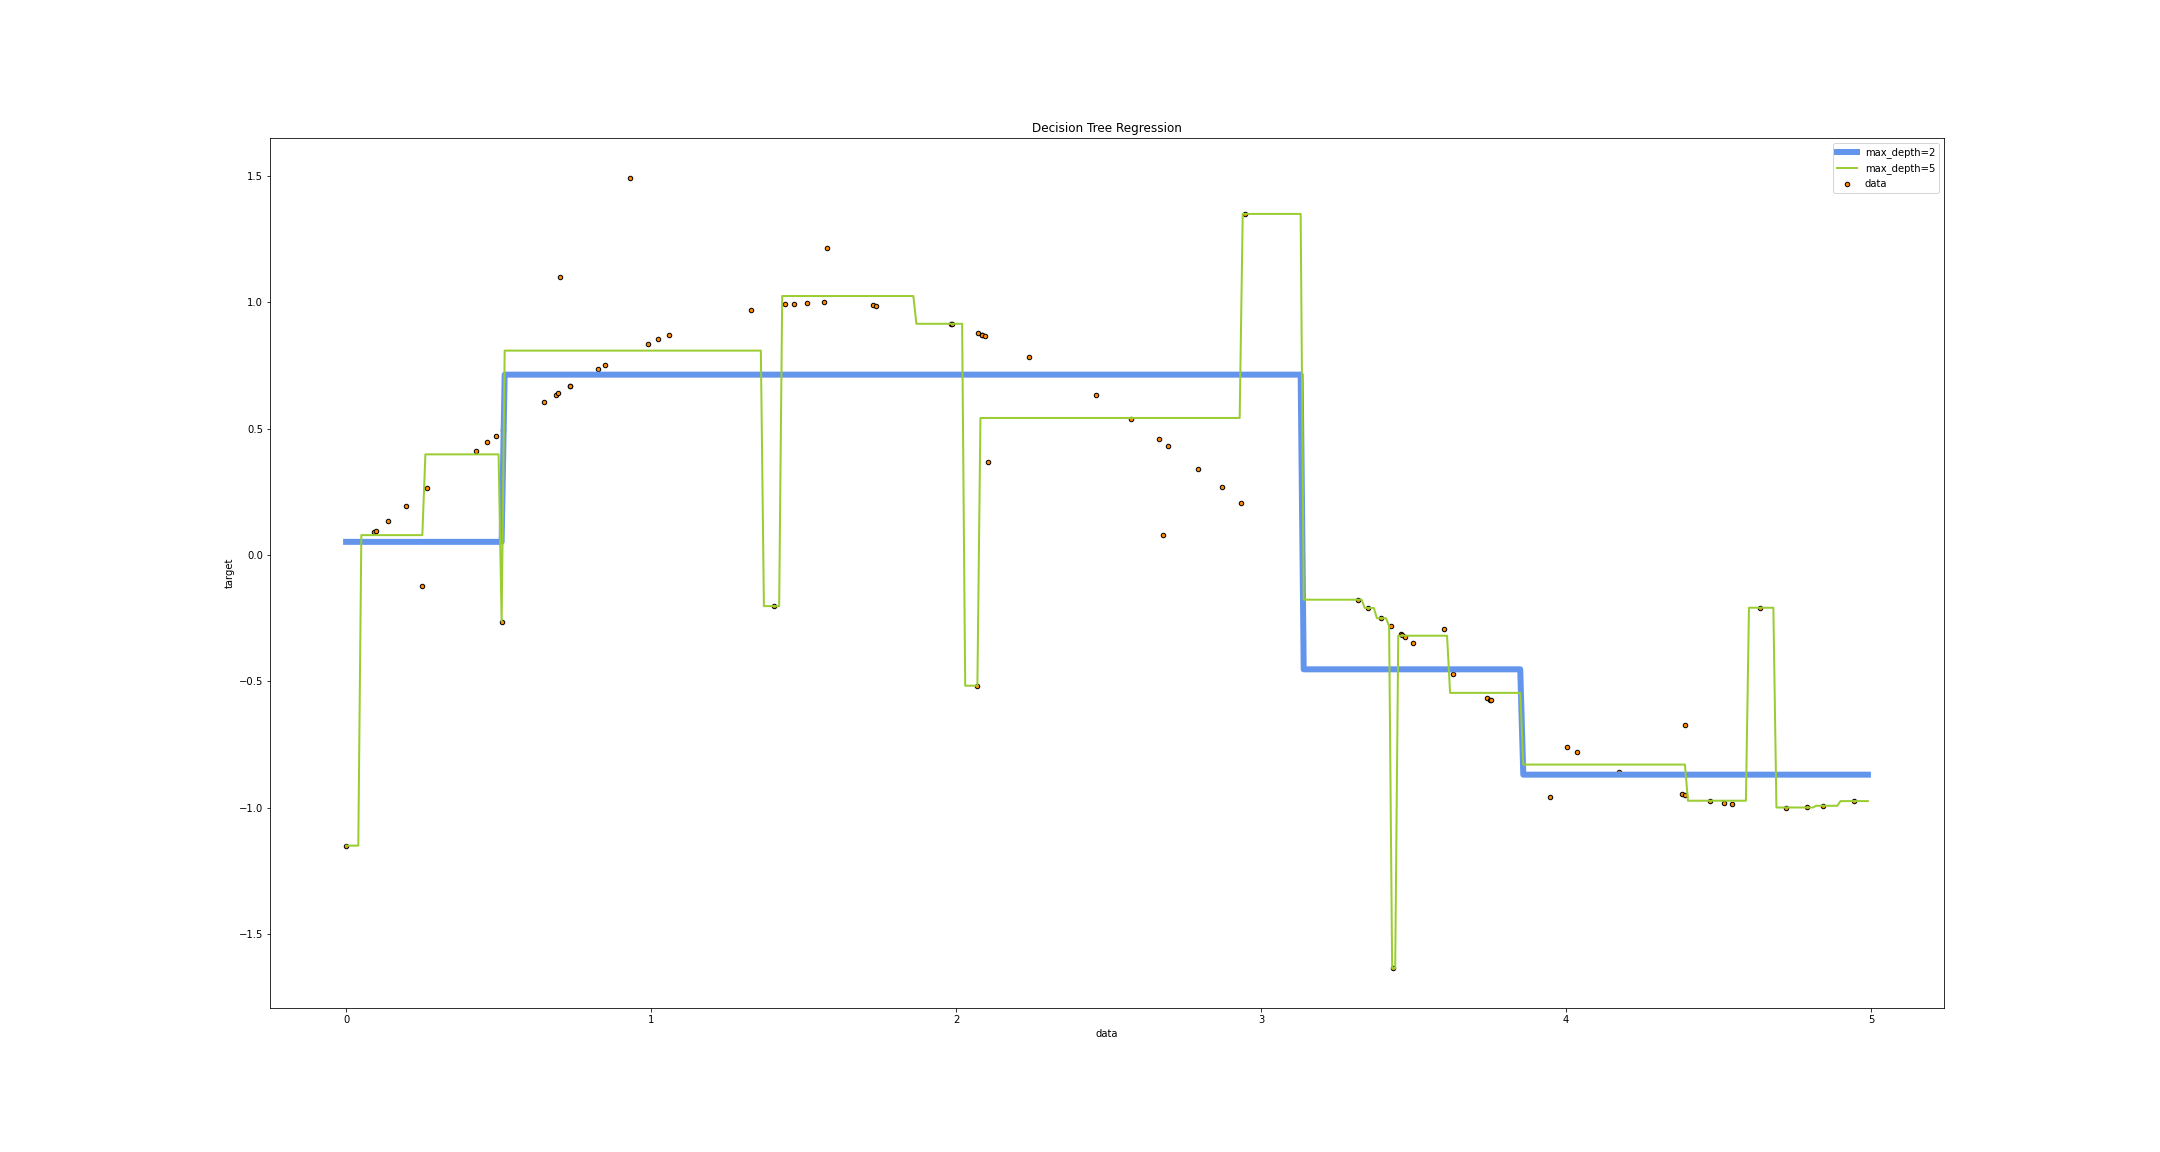 Decision Tree Regression
max_depth=2
max_depth=5
data
1.5
1.0
0.5
0.0
−0.5
−1.0
−1.5
target
0 1 2 3 4 5
data